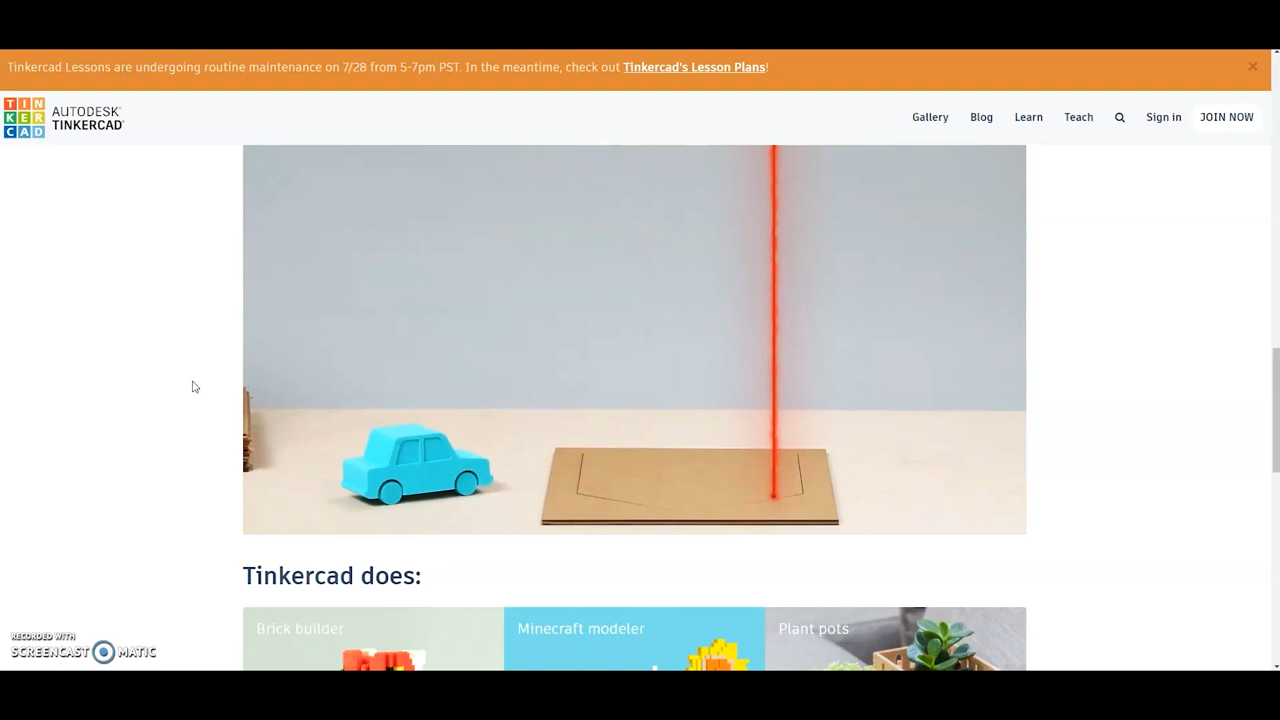 Tinkercad Lessons are undergoing routine maintenance on 7/28 from 5-7pm PST. In the meantime, check out Tinkercad's Lesson Plans!
TIN
KER
CAD
AUTODESK®
TINKERCAD®
Gallery Blog Learn Teach Sign in JOIN NOW
Tinkercad does:
Brick builder Minecraft modeler Plant pots
RECORDED WITH
SCREENCAST MATIC